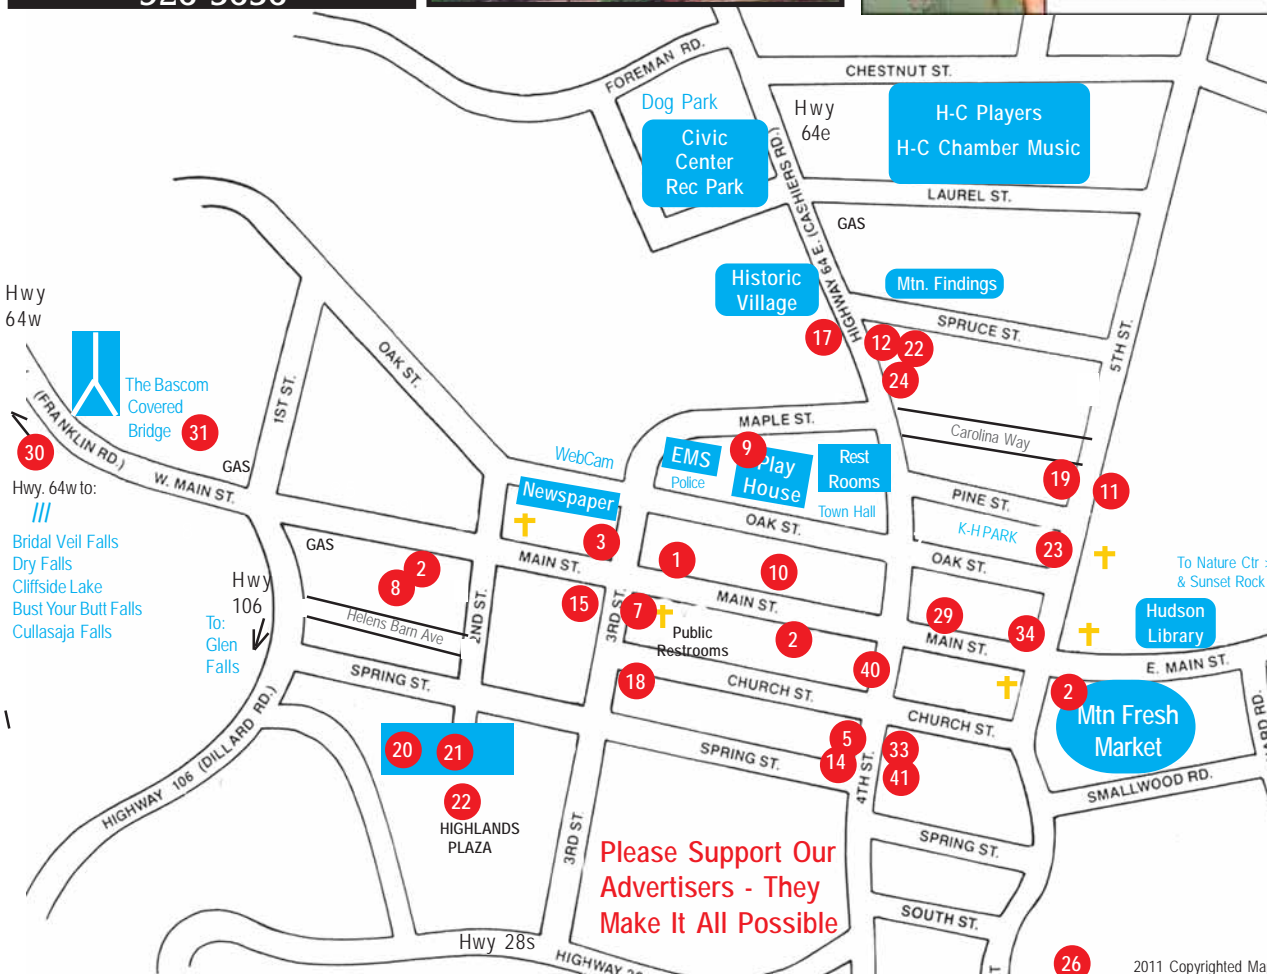 FOREMAN RD.
CHESTNUT ST.
Dog Park
Civic
Center
Rec Park
Hwy
64e
H-C Players
H-C Chamber Music
LAUREL ST.
HIGHWAY 64 E. (CASHIERS RD.)
GAS
Historic
Village
Mtn. Findings
SPRUCE ST.
5TH ST.
17
12
22
24
Hwy
64w
The Bascom
Covered
Bridge
31
(FRANKLIN RD.)
30
GAS
W. MAIN ST.
1ST ST.
OAK ST.
MAPLE ST.
Carolina Way
WebCam
EMS
Police
9
Play
House
Rest
Rooms
Town Hall
Newspaper
19
11
PINE ST.
K-H PARK
23
OAK ST.
OAK ST.
Hwy. 64w to:
///
Bridal Veil Falls
Dry Falls
Cliffside Lake
Bust Your Butt Falls
Cullasaja Falls
GAS
3
MAIN ST.
1
10
2
8
Hwy
106
To:
Glen
Falls
Helens Barn Ave
2ND ST.
15
3RD ST.
7
MAIN ST.
Public
Restrooms
2
29
34
MAIN ST.
To Nature Ctr :
& Sunset Rock
Hudson
Library
E. MAIN ST.
40
18
CHURCH ST.
SPRING ST.
2
Mtn Fresh
Market
CHURCH ST.
HIGHWAY 106 (DILLARD RD.)
20
21
22
HIGHLANDS
PLAZA
SPRING ST.
5
14
4TH ST.
33
41
SMALLWOOD RD.
3RD ST
SPRING ST.
Please Support Our
Advertisers - They
Make It All Possible
SOUTH ST.
Hwy 28s
26
2011 Copyrighted Ma